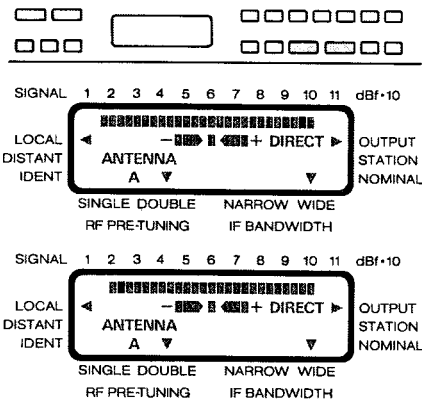 SIGNAL 1 2 3 4 5 6 7 8 9 10 11 dBf•10
LOCAL − + DIRECT OUTPUT
DISTANT ANTENNA STATION
IDENT A NOMINAL
SINGLE DOUBLE NARROW WIDE
RF PRE-TUNING IF BANDWIDTH
SIGNAL 1 2 3 4 5 6 7 8 9 10 11 dBf•10
LOCAL − + DIRECT OUTPUT
DISTANT ANTENNA STATION
IDENT A NOMINAL
SINGLE DOUBLE NARROW WIDE
RF PRE-TUNING IF BANDWIDTH